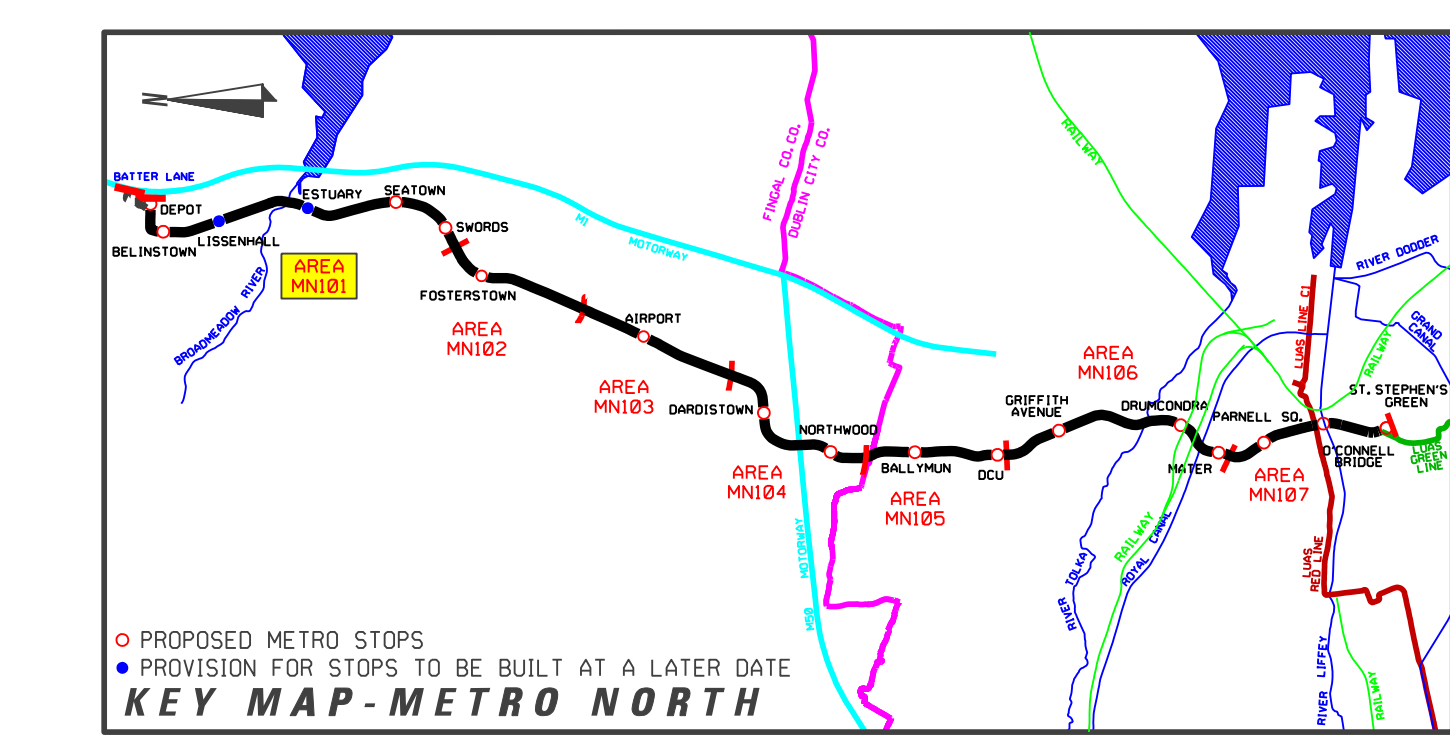 BATTER LANE
DEPOT
BELINSTOWN
LISSENHALL
ESTUARY
SEATOWN
SWORDS
FOSTERSTOWN
AREA
MN101
BROADMEADOW RIVER
AREA
MN102
AIRPORT
AREA
MN103
M1
MOTORWAY
FINGAL CO. CO.
DUBLIN CITY CO.
DARDISTOWN
NORTHWOOD
AREA
MN104
MOTORWAY
M50
BALLYMUN
AREA
MN105
DCU
GRIFFITH
AVENUE
AREA
MN106
RAILWAY
DRUMCONDRA
MATER
PARNELL SQ.
AREA
MN107
LUAS LINE C1
RIVER DODDER
GRAND
CANAL
RAILWAY
ST. STEPHEN'S
GREEN
O'CONNELL
BRIDGE
LUAS
GREEN
LINE
RAILWAY
ROYAL CANAL
RIVER TOLKA
LUAS
RED LINE
RIVER LIFFEY
RAILWAY
PROPOSED METRO STOPS
PROVISION FOR STOPS TO BE BUILT AT A LATER DATE
KEY MAP-METRO NORTH